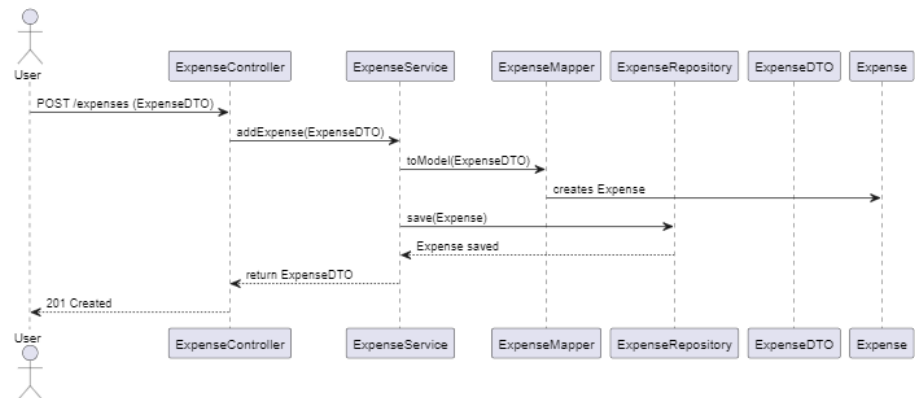 User
ExpenseController
ExpenseService
ExpenseMapper
ExpenseRepository
ExpenseDTO
Expense
POST /expenses (ExpenseDTO)
addExpense(ExpenseDTO)
toModel(ExpenseDTO)
creates Expense
save(Expense)
Expense saved
return ExpenseDTO
201 Created
User
ExpenseController
ExpenseService
ExpenseMapper
ExpenseRepository
ExpenseDTO
Expense